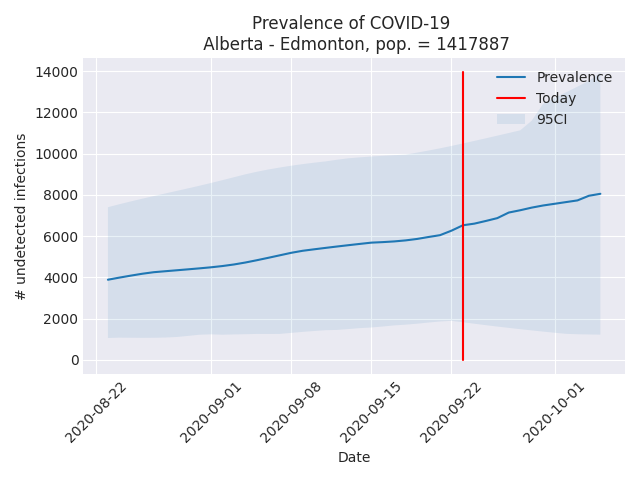 Prevalence of COVID-19
Alberta - Edmonton, pop. = 1417887
# undetected infections
14000
12000
10000
8000
6000
4000
2000
0
Prevalence
Today
95CI
2020-08-22
2020-09-01
2020-09-08
2020-09-15
2020-09-22
2020-10-01
Date